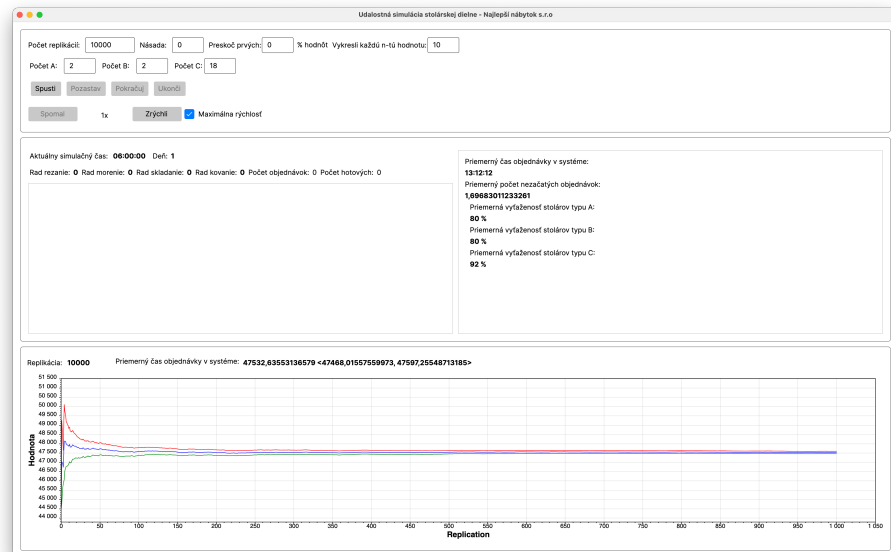 Udalostná simulácia stolárskej dielne - Najlepší nábytok s.r.o
Počet replikácií: 10000 Násada: 0 Preskoč prvých: 0 % hodnôt Vykresli každú n-tú hodnotu: 10
Počet A: 2 Počet B: 2 Počet C: 18
Spusti Pozastav Pokračuj Ukonči
Spomal 1x Zrýchli Maximálna rýchlosť
Aktuálny simulačný čas: 06:00:00 Deň: 1
Rad rezanie: 0 Rad morenie: 0 Rad skladanie: 0 Rad kovanie: 0 Počet objednávok: 0 Počet hotových: 0
Priemerný čas objednávky v systéme:
13:12:12
Priemerný počet nezačatých objednávok:
1,69683011233261
Priemerná vyťaženosť stolárov typu A:
80 %
Priemerná vyťaženosť stolárov typu B:
80 %
Priemerná vyťaženosť stolárov typu C:
92 %
Replikácia: 10000 Priemerný čas objednávky v systéme: 47532,63553136579 <47468,01557559973, 47597,25548713185>
51 500
51 000
50 500
50 000
49 500
49 000
48 500
48 000
47 500
47 000
46 500
46 000
45 500
45 000
44 500
44 000
Hodnota
0 50 100 150 200 250 300 350 400 450 500 550 600 650 700 750 800 850 900 950 1 000 1 050
Replication